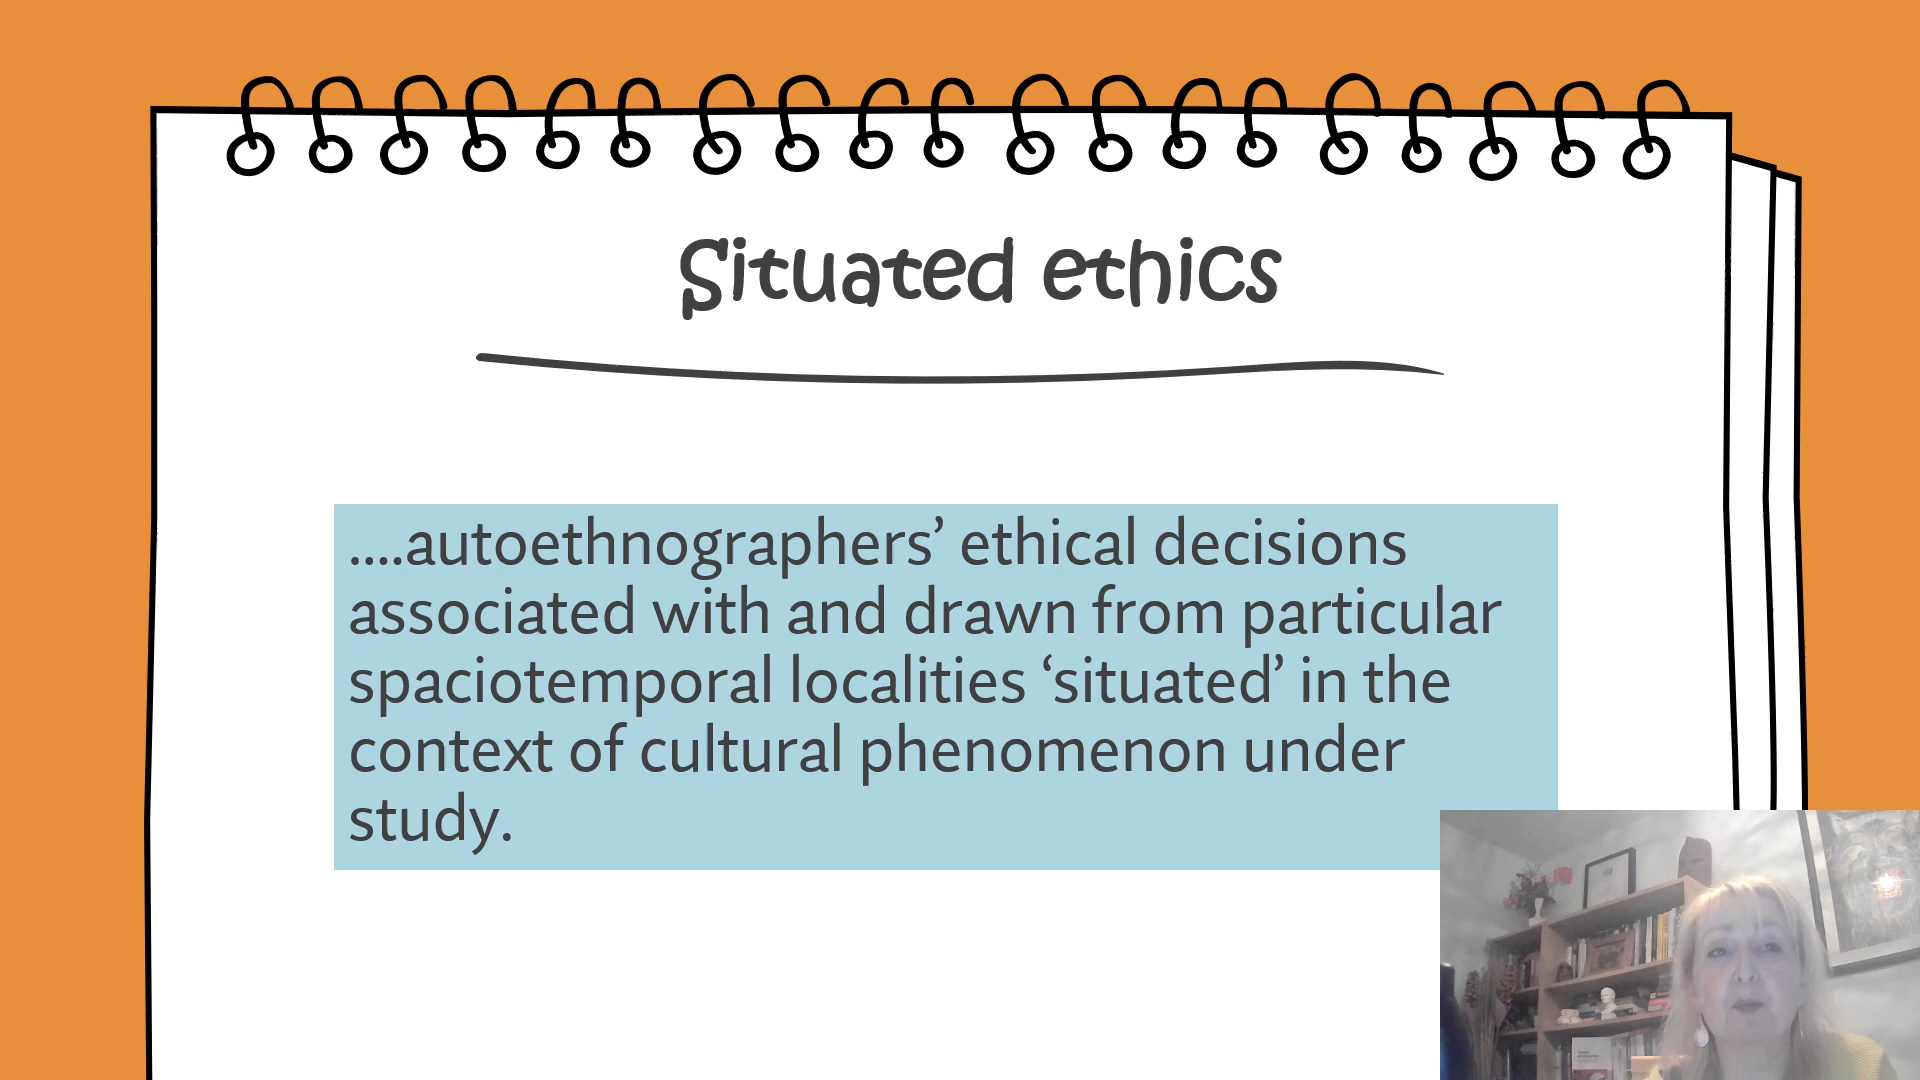 Situated ethics
....autoethnographers’ ethical decisions
associated with and drawn from particular
spaciotemporal localities ‘situated’ in the
context of cultural phenomenon under
study.